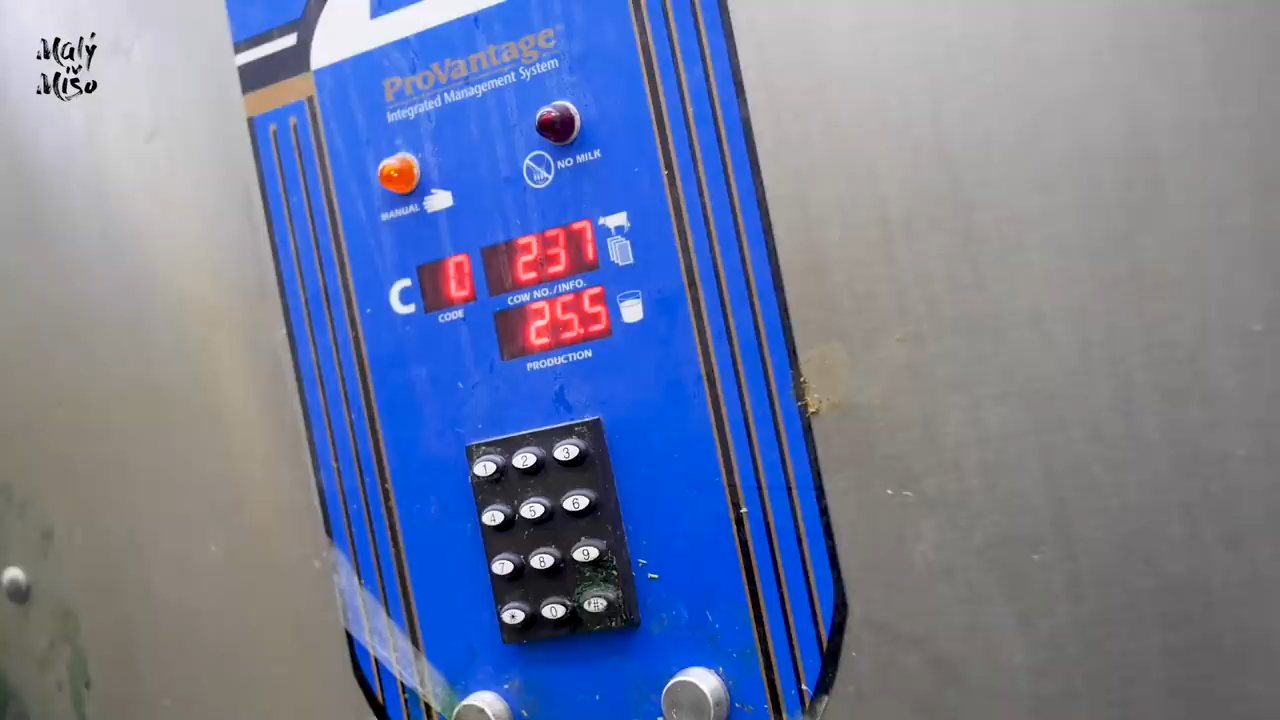 Malý
Mišo
ProVantage
Integrated Management System
NO MILK
MANUAL
237
C 0
COW NO./INFO.
CODE
25.5
PRODUCTION
1 2 3
4 5 6
7 8 9
* 0 #